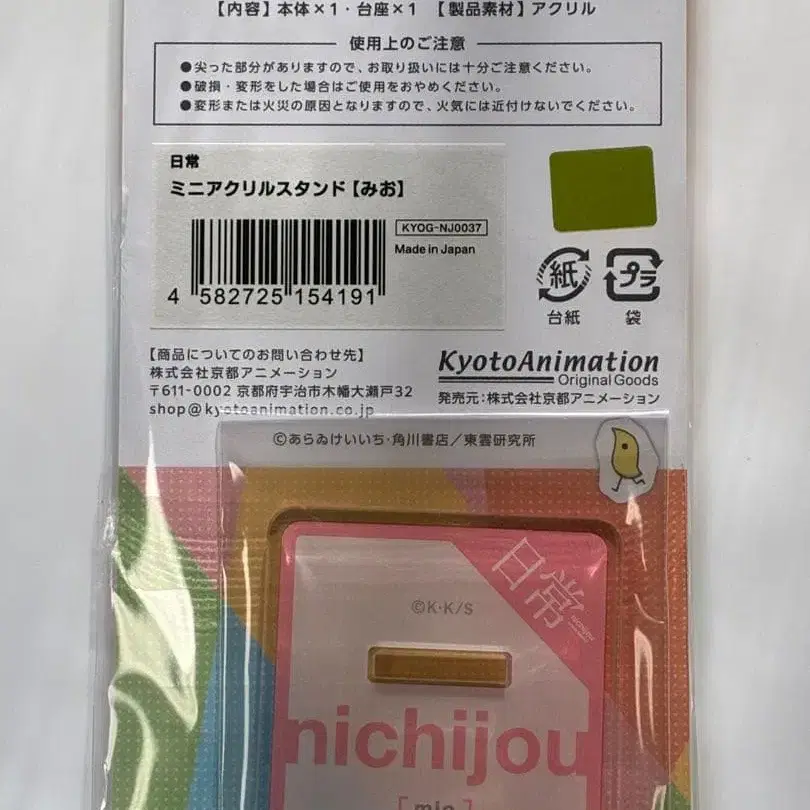 【内容】本体×1・台座×1 【製品素材】アクリル
使用上のご注意
●尖った部分がありますので、お取り扱いには十分ご注意ください。
●破損・変形をした場合はご使用をおやめください。
●変形または火災の原因となりますので、火気には近付けないでください。
日常
ミニアクリルスタンド【みお】
KYOG-NJ0037
Made in Japan
4 582725 154191
紙
台紙
プラ
袋
【商品についてのお問い合わせ先】
株式会社京都アニメーション
〒611-0002 京都府宇治市木幡大瀬戸32
shop@kyotoanimation.co.jp
KyotoAnimation
Original Goods
発売元:株式会社京都アニメーション
©あらゐけいいち・角川書店/東雲研究所
日常
©K・K/S
nichijou
[mio]